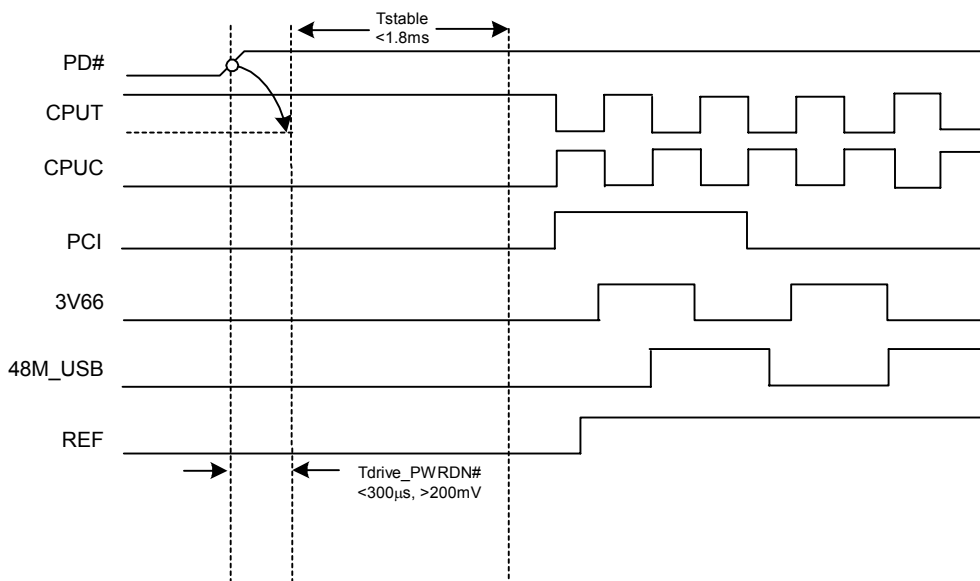 Tstable
<1.8ms
PD#
CPUT
CPUC
PCI
3V66
48M_USB
REF
Tdrive_PWRDN#
<300μs, >200mV